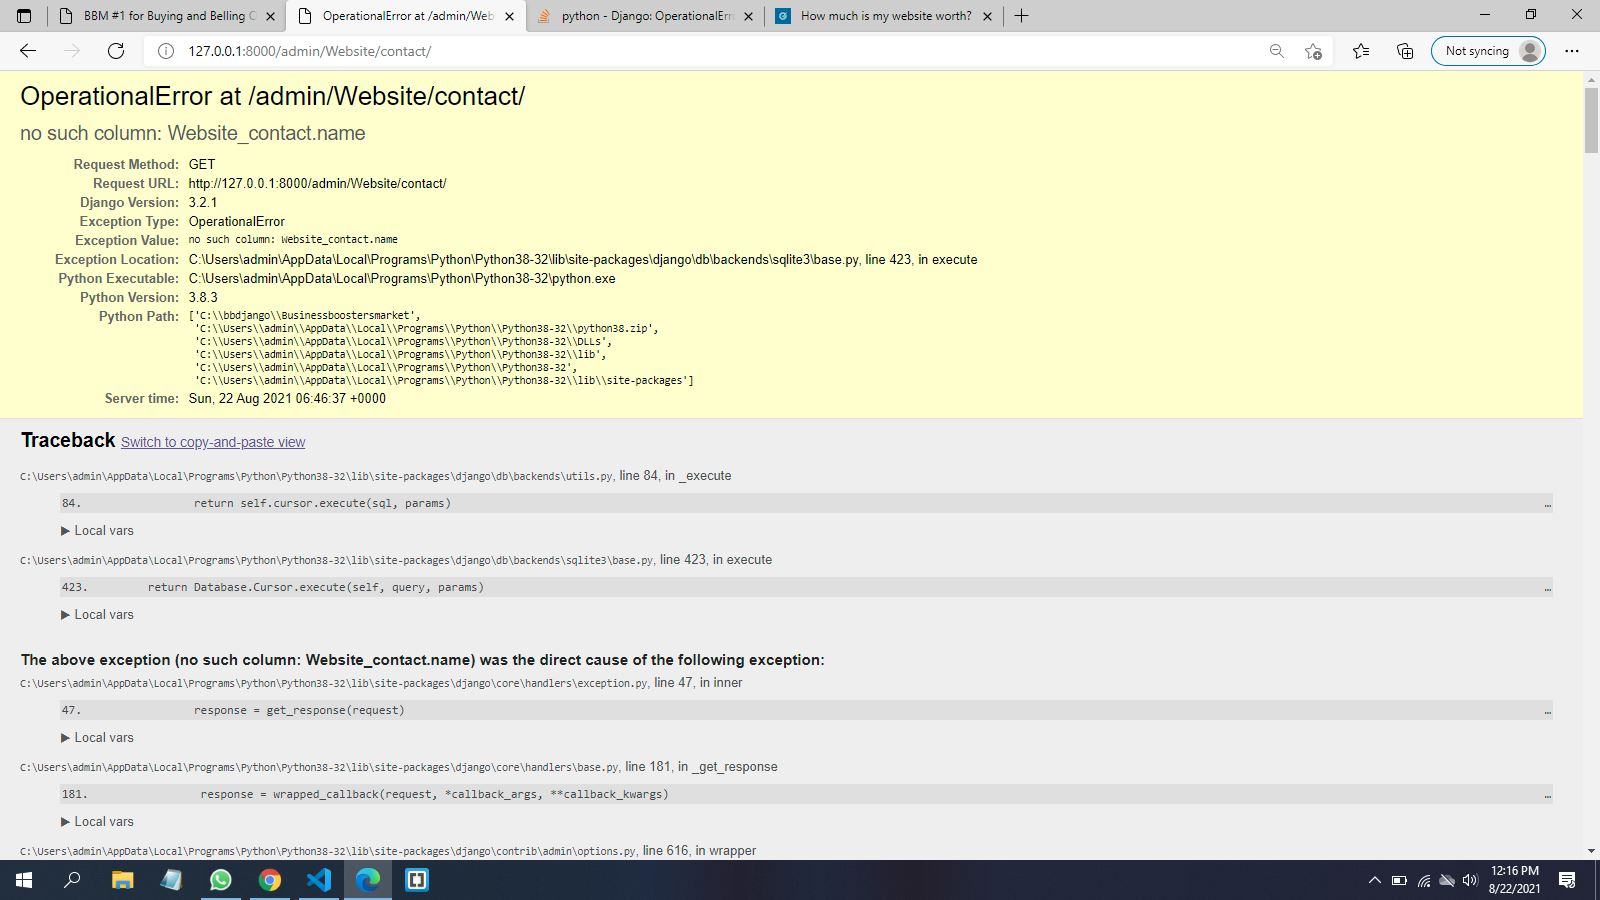 BBM #1 for Buying and Belling O
OperationalError at /admin/Web
python - Django: OperationalErr
How much is my website worth?
127.0.0.1:8000/admin/Website/contact/
Not syncing
OperationalError at /admin/Website/contact/
no such column: Website_contact.name
Request Method: GET
Request URL: http://127.0.0.1:8000/admin/Website/contact/
Django Version: 3.2.1
Exception Type: OperationalError
Exception Value: no such column: Website_contact.name
Exception Location: C:\Users\admin\AppData\Local\Programs\Python\Python38-32\lib\site-packages\django\db\backends\sqlite3\base.py, line 423, in execute
Python Executable: C:\Users\admin\AppData\Local\Programs\Python\Python38-32\python.exe
Python Version: 3.8.3
Python Path: ['C:\\bbdjango\\Businessboostersmarket',
'C:\\Users\\admin\\AppData\\Local\\Programs\\Python\\Python38-32\\python38.zip',
'C:\\Users\\admin\\AppData\\Local\\Programs\\Python\\Python38-32\\DLLs',
'C:\\Users\\admin\\AppData\\Local\\Programs\\Python\\Python38-32\\lib',
'C:\\Users\\admin\\AppData\\Local\\Programs\\Python\\Python38-32',
'C:\\Users\\admin\\AppData\\Local\\Programs\\Python\\Python38-32\\lib\\site-packages']
Server time: Sun, 22 Aug 2021 06:46:37 +0000
Traceback Switch to copy-and-paste view
C:\Users\admin\AppData\Local\Programs\Python\Python38-32\lib\site-packages\django\db\backends\utils.py, line 84, in _execute
84. return self.cursor.execute(sql, params) …
▶ Local vars
C:\Users\admin\AppData\Local\Programs\Python\Python38-32\lib\site-packages\django\db\backends\sqlite3\base.py, line 423, in execute
423. return Database.Cursor.execute(self, query, params) …
▶ Local vars
The above exception (no such column: Website_contact.name) was the direct cause of the following exception:
C:\Users\admin\AppData\Local\Programs\Python\Python38-32\lib\site-packages\django\core\handlers\exception.py, line 47, in inner
47. response = get_response(request) …
▶ Local vars
C:\Users\admin\AppData\Local\Programs\Python\Python38-32\lib\site-packages\django\core\handlers\base.py, line 181, in _get_response
181. response = wrapped_callback(request, *callback_args, **callback_kwargs) …
▶ Local vars
C:\Users\admin\AppData\Local\Programs\Python\Python38-32\lib\site-packages\django\contrib\admin\options.py, line 616, in wrapper
12:16 PM
8/22/2021